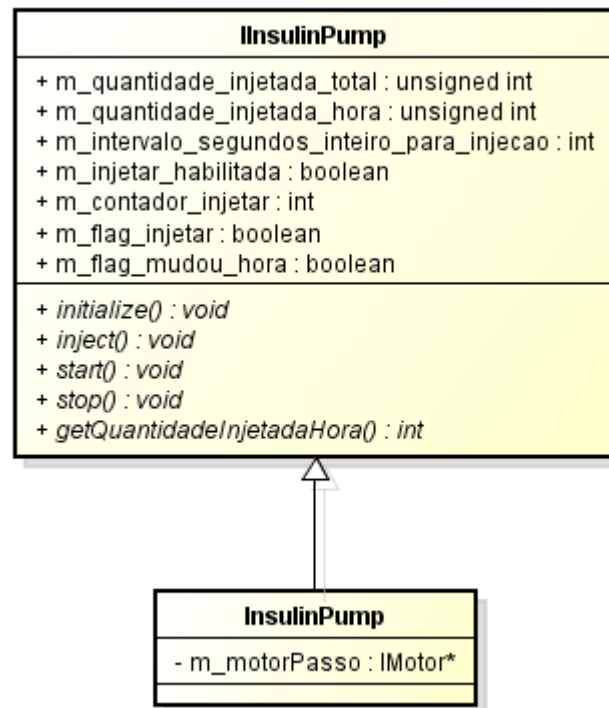 IInsulinPump
+ m_quantidade_injetada_total : unsigned int
+ m_quantidade_injetada_hora : unsigned int
+ m_intervalo_segundos_inteiro_para_injecao : int
+ m_injetar_habilitada : boolean
+ m_contador_injetar : int
+ m_flag_injetar : boolean
+ m_flag_mudou_hora : boolean
+ initialize() : void
+ inject() : void
+ start() : void
+ stop() : void
+ getQuantidadeInjetadaHora() : int
InsulinPump
- m_motorPasso : IMotor*